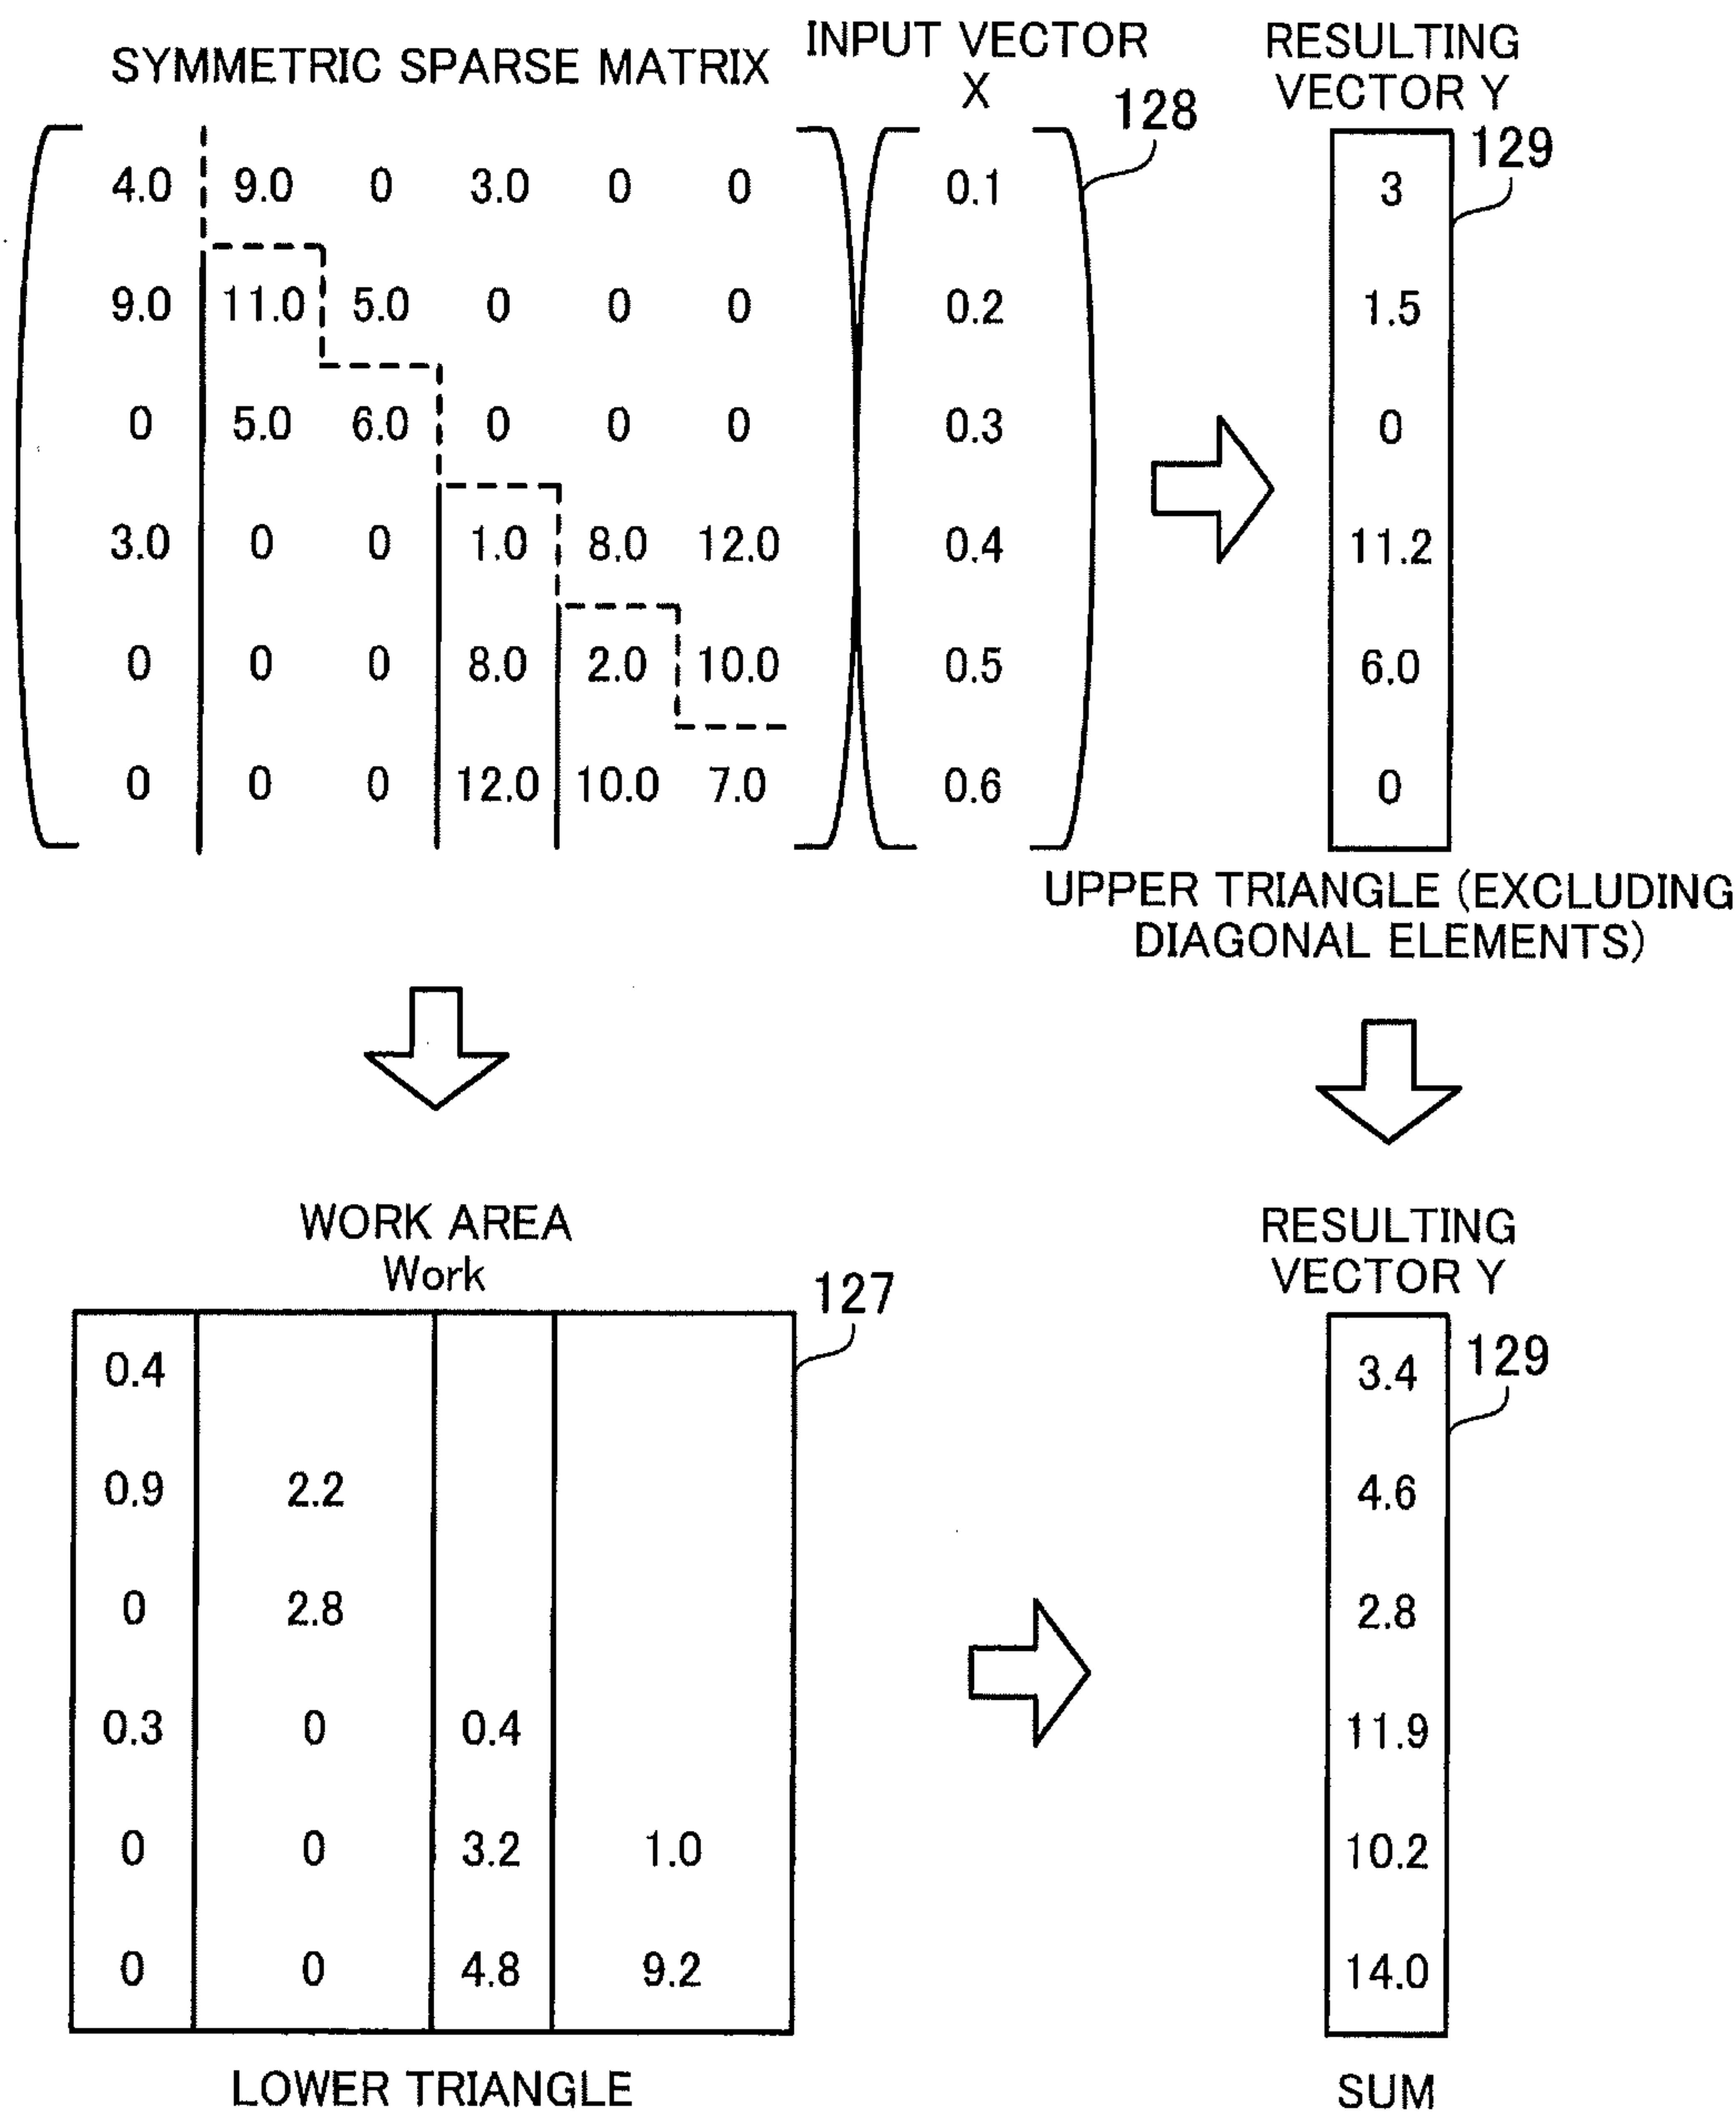 SYMMETRIC SPARSE MATRIX
INPUT VECTOR
X
128
RESULTING
VECTOR Y
129
4.0 9.0 0 3.0 0 0 0.1 3
9.0 11.0 5.0 0 0 0 0.2 1.5
0 5.0 6.0 0 0 0 0.3 0
3.0 0 0 1.0 8.0 12.0 0.4 11.2
0 0 0 8.0 2.0 10.0 0.5 6.0
0 0 0 12.0 10.0 7.0 0.6 0
UPPER TRIANGLE (EXCLUDING
DIAGONAL ELEMENTS)
WORK AREA
Work
127
0.4
0.9 2.2
0 2.8
0.3 0 0.4
0 0 3.2 1.0
0 0 4.8 9.2
LOWER TRIANGLE
RESULTING
VECTOR Y
129
3.4
4.6
2.8
11.9
10.2
14.0
SUM